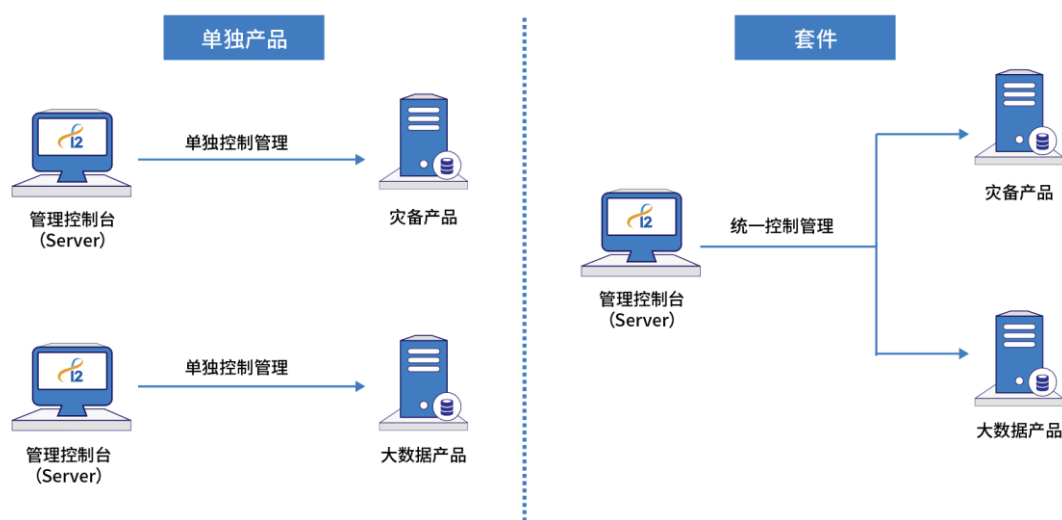 单独产品
I2
单独控制管理
管理控制台
（Server）
灾备产品
I2
单独控制管理
管理控制台
（Server）
大数据产品
套件
I2
统一控制管理
管理控制台
（Server）
灾备产品
大数据产品